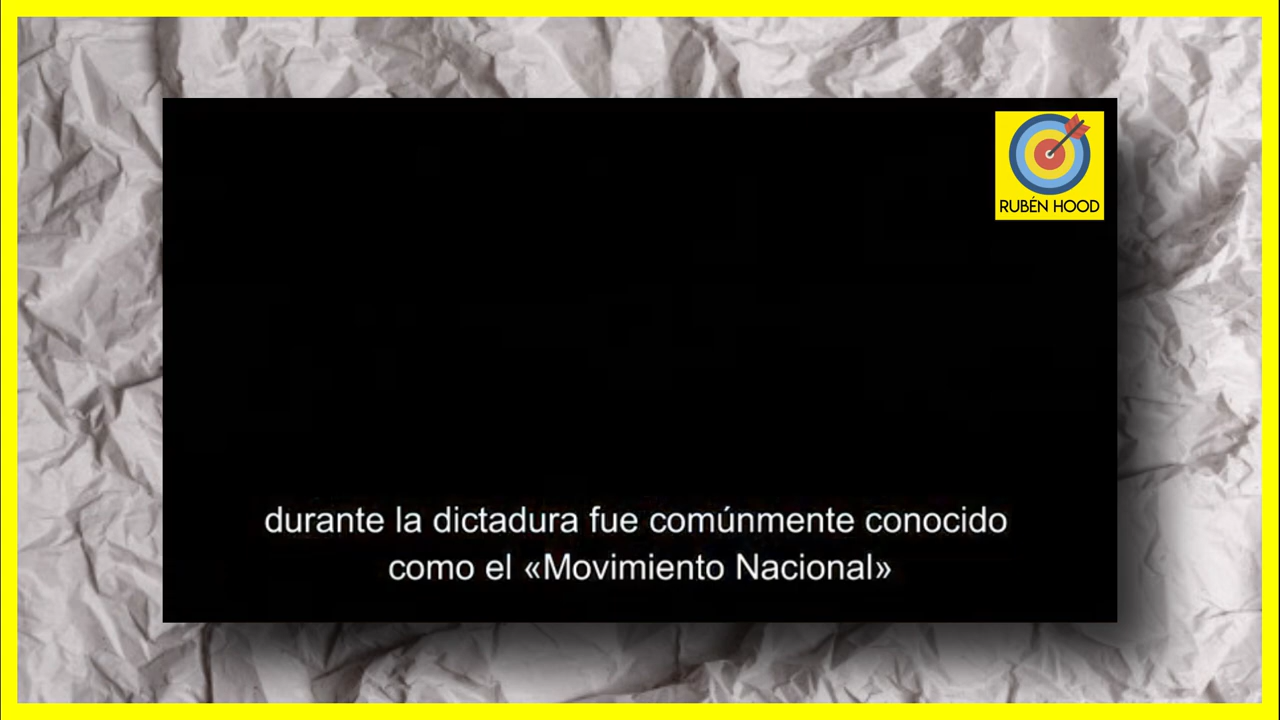 RUBÉN HOOD
durante la dictadura fue comúnmente conocido
como el «Movimiento Nacional»